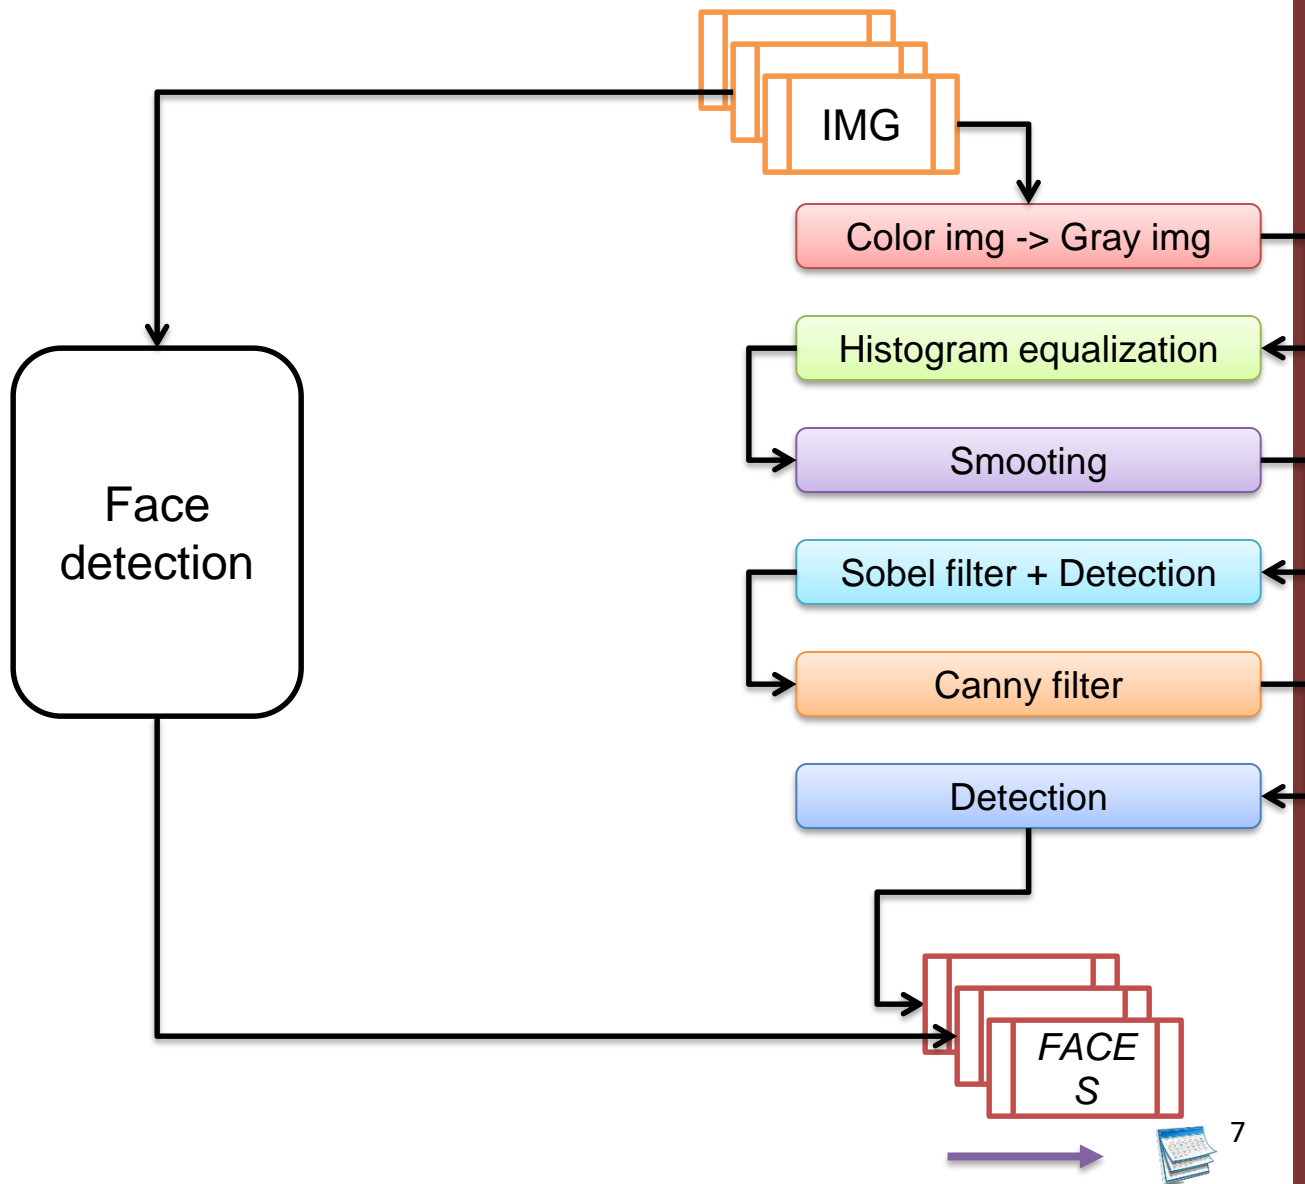 IMG
Color img -> Gray img
Histogram equalization
Smooting
Face
detection
Sobel filter + Detection
Canny filter
Detection
FACE
S
7